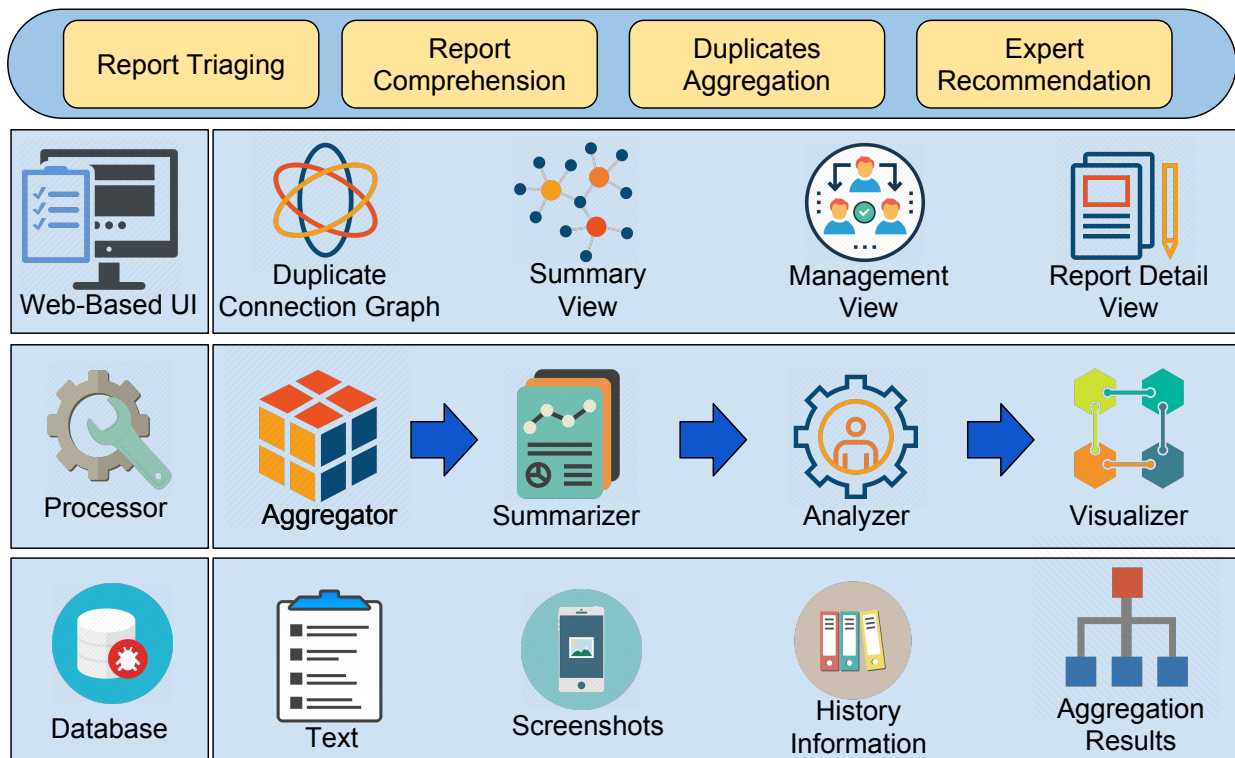 Report Triaging
Report
Comprehension
Duplicates
Aggregation
Expert
Recommendation
Web-Based UI
Duplicate
Connection Graph
Summary
View
Management
View
Report Detail
View
Processor
Aggregator
Summarizer
Analyzer
Visualizer
Database
Text
Screenshots
History
Information
Aggregation
Results